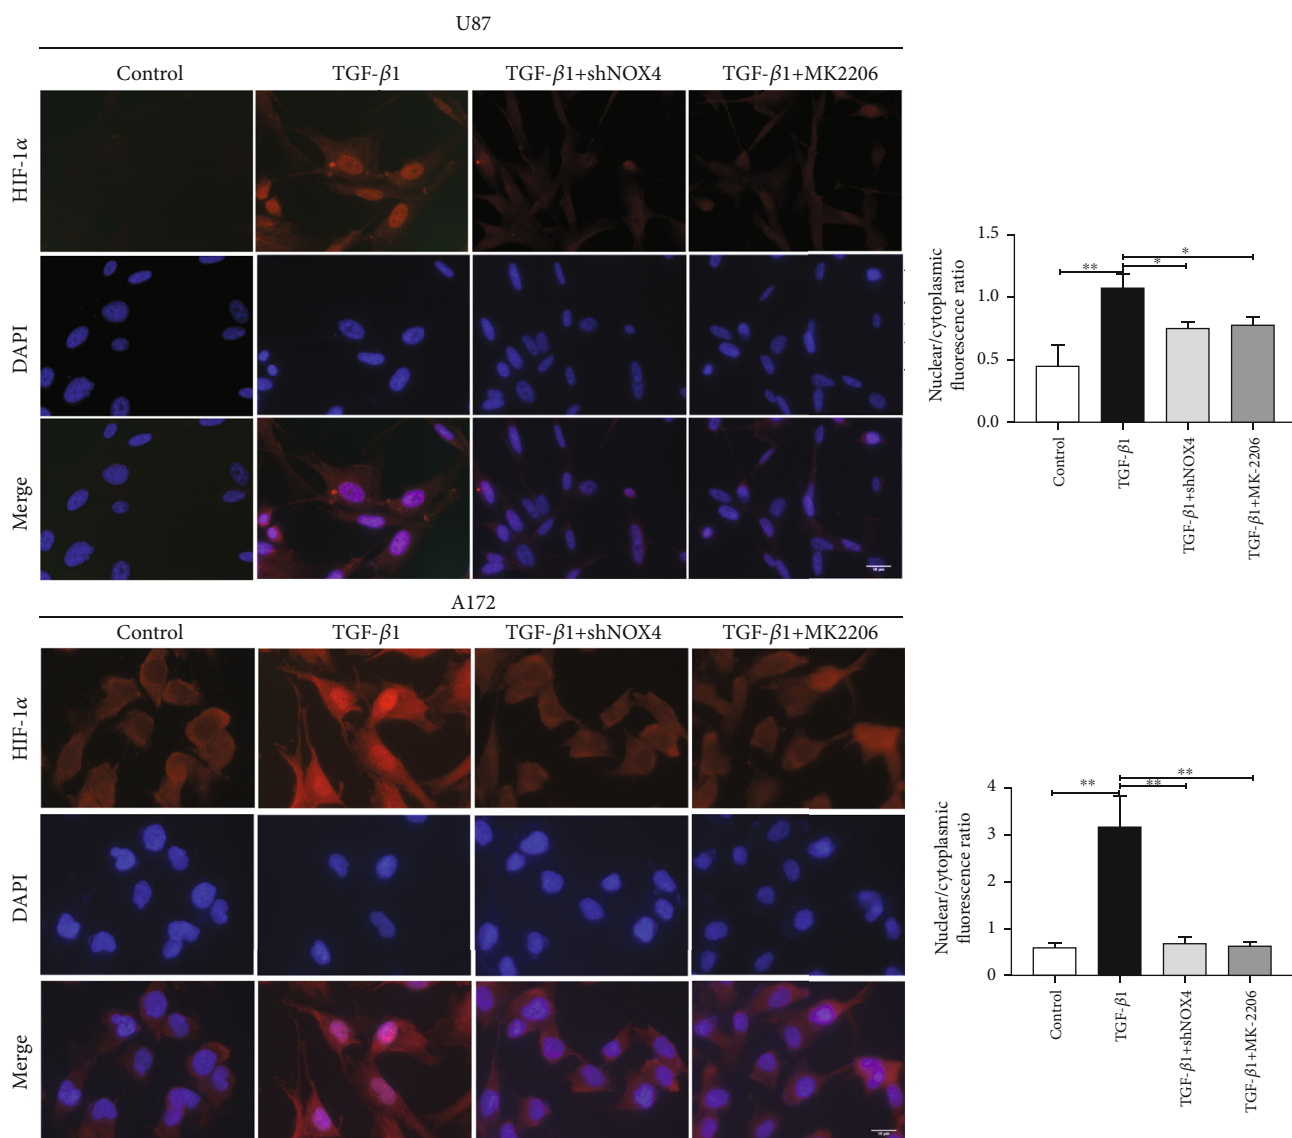 U87
Control TGF-β1 TGF-β1+shNOX4 TGF-β1+MK2206
HIF-1α
DAPI
Merge
Nuclear/cytoplasmic
fluorescence ratio
1.5
1.0
0.5
0.0
** * *
Control
TGF-β1
TGF-β1+shNOX4
TGF-β1+MK-2206
A172
Control TGF-β1 TGF-β1+shNOX4 TGF-β1+MK2206
HIF-1α
DAPI
Merge
Nuclear/cytoplasmic
fluorescence ratio
4
3
2
1
0
** ** **
Control
TGF-β1
TGF-β1+shNOX4
TGF-β1+MK-2206